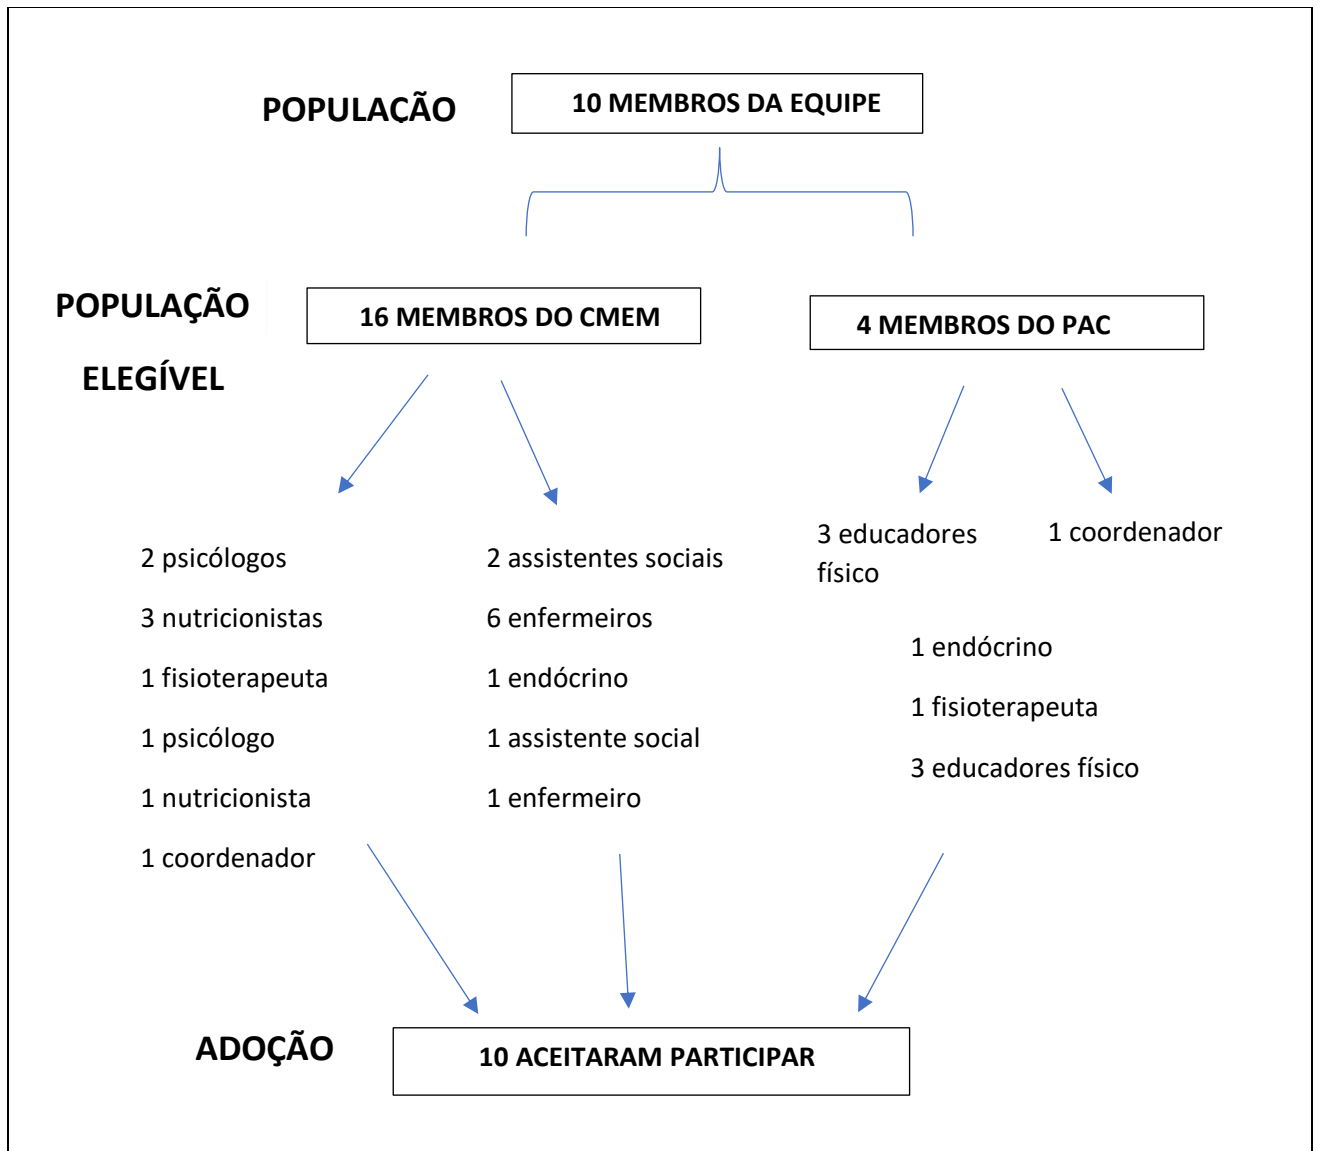 POPULAÇÃO
10 MEMBROS DA EQUIPE
POPULAÇÃO
ELEGÍVEL
16 MEMBROS DO CMEM
4 MEMBROS DO PAC
2 psicólogos
3 nutricionistas
1 fisioterapeuta
1 psicólogo
1 nutricionista
1 coordenador
2 assistentes sociais
6 enfermeiros
1 endócrino
1 assistente social
1 enfermeiro
3 educadores
físico
1 coordenador
1 endócrino
1 fisioterapeuta
3 educadores físico
ADOÇÃO
10 ACEITARAM PARTICIPAR